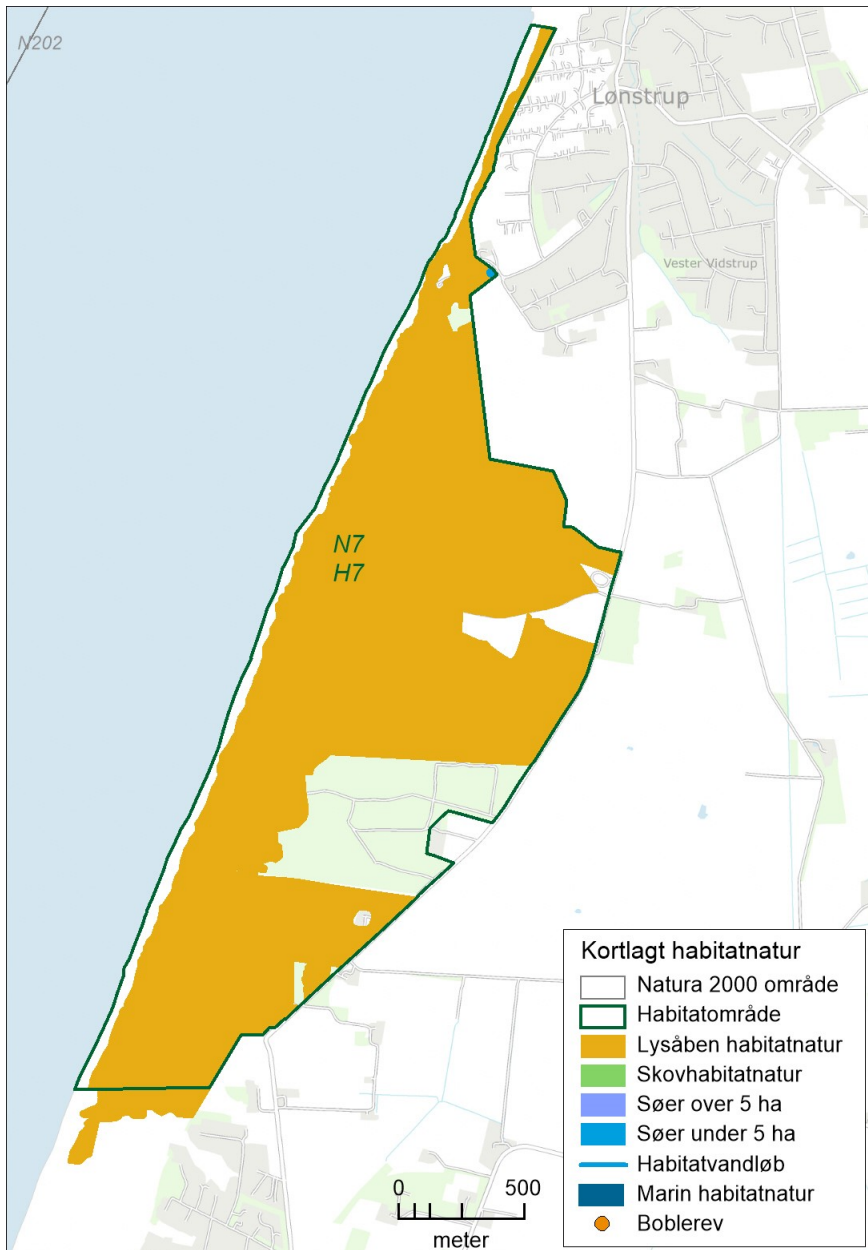 N202
Lønstrup
Vester Vidstrup
N7
H7
Kortlagt habitatnatur
Natura 2000 område
Habitatområde
Lysåben habitatnatur
Skovhabitatnatur
Søer over 5 ha
Søer under 5 ha
Habitatvandløb
Marin habitatnatur
Boblerev
0 500
meter